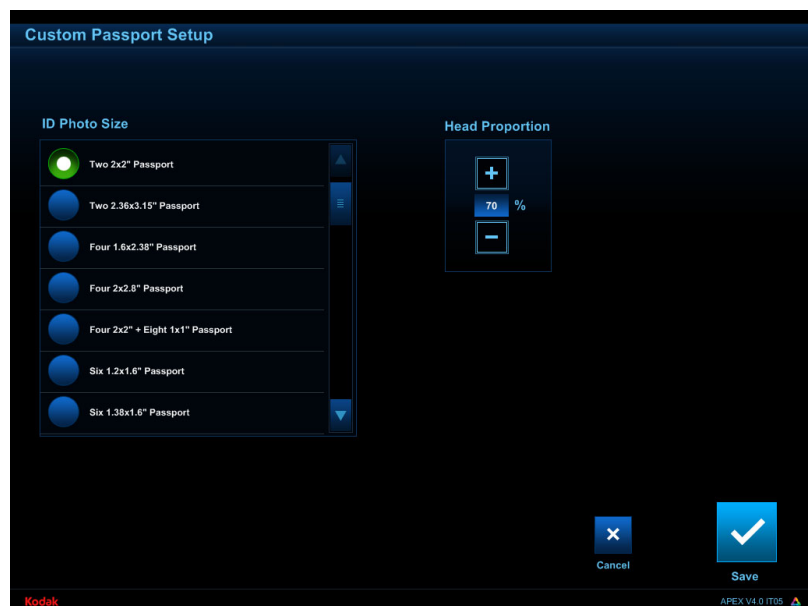 Custom Passport Setup
ID Photo Size
Two 2x2" Passport
Two 2.36x3.15" Passport
Four 1.6x2.38" Passport
Four 2x2.8" Passport
Four 2x2" + Eight 1x1" Passport
Six 1.2x1.6" Passport
Six 1.38x1.6" Passport
Head Proportion
+
70 %
−
Cancel
Save
Kodak
APEX V4.0 IT05